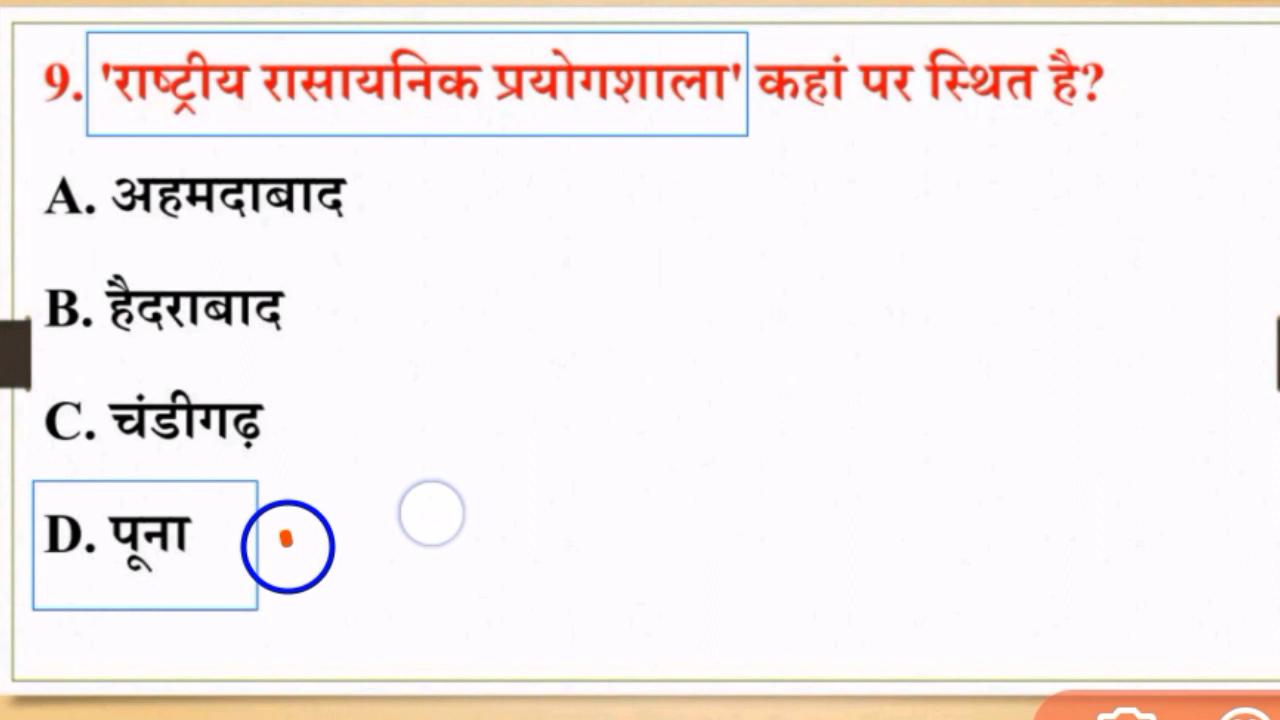 9. 'राष्ट्रीय रासायनिक प्रयोगशाला' कहां पर स्थित है?
A. अहमदाबाद
B. हैदराबाद
C. चंडीगढ़
D. पूना